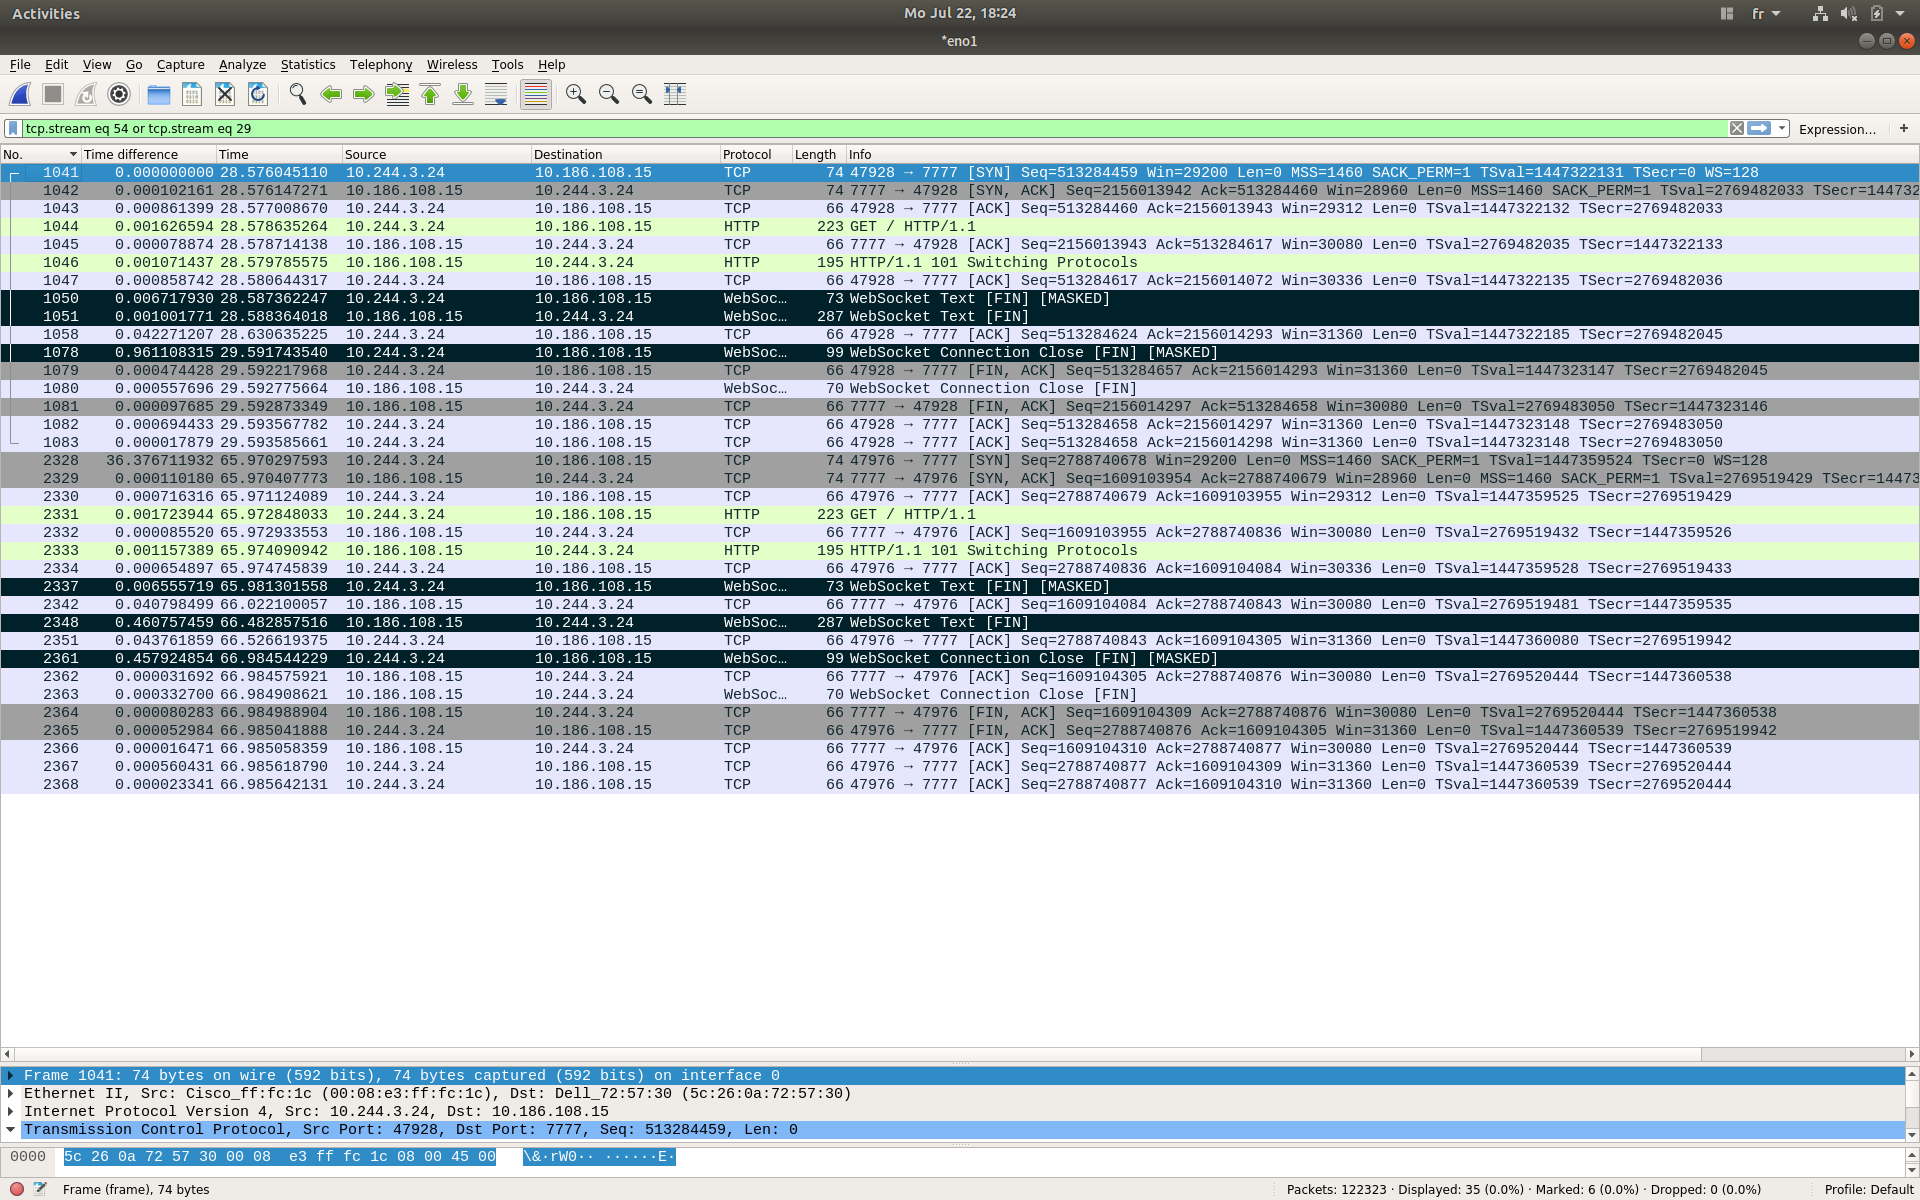 Activities Mo Jul 22, 18:24 fr
*eno1
File Edit View Go Capture Analyze Statistics Telephony Wireless Tools Help
tcp.stream eq 54 or tcp.stream eq 29 Expression… +
No. Time difference Time Source Destination Protocol Length Info
1041 0.000000000 28.576045110 10.244.3.24 10.186.108.15 TCP 74 47928 → 7777 [SYN] Seq=513284459 Win=29200 Len=0 MSS=1460 SACK_PERM=1 TSval=1447322131 TSecr=0 WS=128
1042 0.000102161 28.576147271 10.186.108.15 10.244.3.24 TCP 74 7777 → 47928 [SYN, ACK] Seq=2156013942 Ack=513284460 Win=28960 Len=0 MSS=1460 SACK_PERM=1 TSval=2769482033 TSecr=144732
1043 0.000861399 28.577008670 10.244.3.24 10.186.108.15 TCP 66 47928 → 7777 [ACK] Seq=513284460 Ack=2156013943 Win=29312 Len=0 TSval=1447322132 TSecr=2769482033
1044 0.001626594 28.578635264 10.244.3.24 10.186.108.15 HTTP 223 GET / HTTP/1.1
1045 0.000078874 28.578714138 10.186.108.15 10.244.3.24 TCP 66 7777 → 47928 [ACK] Seq=2156013943 Ack=513284617 Win=30080 Len=0 TSval=2769482035 TSecr=1447322133
1046 0.001071437 28.579785575 10.186.108.15 10.244.3.24 HTTP 195 HTTP/1.1 101 Switching Protocols
1047 0.000858742 28.580644317 10.244.3.24 10.186.108.15 TCP 66 47928 → 7777 [ACK] Seq=513284617 Ack=2156014072 Win=30336 Len=0 TSval=1447322135 TSecr=2769482036
1050 0.006717930 28.587362247 10.244.3.24 10.186.108.15 WebSoc… 73 WebSocket Text [FIN] [MASKED]
1051 0.001001771 28.588364018 10.186.108.15 10.244.3.24 WebSoc… 287 WebSocket Text [FIN]
1058 0.042271207 28.630635225 10.244.3.24 10.186.108.15 TCP 66 47928 → 7777 [ACK] Seq=513284624 Ack=2156014293 Win=31360 Len=0 TSval=1447322185 TSecr=2769482045
1078 0.961108315 29.591743540 10.244.3.24 10.186.108.15 WebSoc… 99 WebSocket Connection Close [FIN] [MASKED]
1079 0.000474428 29.592217968 10.244.3.24 10.186.108.15 TCP 66 47928 → 7777 [FIN, ACK] Seq=513284657 Ack=2156014293 Win=31360 Len=0 TSval=1447323147 TSecr=2769482045
1080 0.000557696 29.592775664 10.186.108.15 10.244.3.24 WebSoc… 70 WebSocket Connection Close [FIN]
1081 0.000097685 29.592873349 10.186.108.15 10.244.3.24 TCP 66 7777 → 47928 [FIN, ACK] Seq=2156014297 Ack=513284658 Win=30080 Len=0 TSval=2769483050 TSecr=1447323146
1082 0.000694433 29.593567782 10.244.3.24 10.186.108.15 TCP 66 47928 → 7777 [ACK] Seq=513284658 Ack=2156014297 Win=31360 Len=0 TSval=1447323148 TSecr=2769483050
1083 0.000017879 29.593585661 10.244.3.24 10.186.108.15 TCP 66 47928 → 7777 [ACK] Seq=513284658 Ack=2156014298 Win=31360 Len=0 TSval=1447323148 TSecr=2769483050
2328 36.376711932 65.970297593 10.244.3.24 10.186.108.15 TCP 74 47976 → 7777 [SYN] Seq=2788740678 Win=29200 Len=0 MSS=1460 SACK_PERM=1 TSval=1447359524 TSecr=0 WS=128
2329 0.000110180 65.970407773 10.186.108.15 10.244.3.24 TCP 74 7777 → 47976 [SYN, ACK] Seq=1609103954 Ack=2788740679 Win=28960 Len=0 MSS=1460 SACK_PERM=1 TSval=2769519429 TSecr=14473
2330 0.000716316 65.971124089 10.244.3.24 10.186.108.15 TCP 66 47976 → 7777 [ACK] Seq=2788740679 Ack=1609103955 Win=29312 Len=0 TSval=1447359525 TSecr=2769519429
2331 0.001723944 65.972848033 10.244.3.24 10.186.108.15 HTTP 223 GET / HTTP/1.1
2332 0.000085520 65.972933553 10.186.108.15 10.244.3.24 TCP 66 7777 → 47976 [ACK] Seq=1609103955 Ack=2788740836 Win=30080 Len=0 TSval=2769519432 TSecr=1447359526
2333 0.001157389 65.974090942 10.186.108.15 10.244.3.24 HTTP 195 HTTP/1.1 101 Switching Protocols
2334 0.000654897 65.974745839 10.244.3.24 10.186.108.15 TCP 66 47976 → 7777 [ACK] Seq=2788740836 Ack=1609104084 Win=30336 Len=0 TSval=1447359528 TSecr=2769519433
2337 0.006555719 65.981301558 10.244.3.24 10.186.108.15 WebSoc… 73 WebSocket Text [FIN] [MASKED]
2342 0.040798499 66.022100057 10.186.108.15 10.244.3.24 TCP 66 7777 → 47976 [ACK] Seq=1609104084 Ack=2788740843 Win=30080 Len=0 TSval=2769519481 TSecr=1447359535
2348 0.460757459 66.482857516 10.186.108.15 10.244.3.24 WebSoc… 287 WebSocket Text [FIN]
2351 0.043761859 66.526619375 10.244.3.24 10.186.108.15 TCP 66 47976 → 7777 [ACK] Seq=2788740843 Ack=1609104305 Win=31360 Len=0 TSval=1447360080 TSecr=2769519942
2361 0.457924854 66.984544229 10.244.3.24 10.186.108.15 WebSoc… 99 WebSocket Connection Close [FIN] [MASKED]
2362 0.000031692 66.984575921 10.186.108.15 10.244.3.24 TCP 66 7777 → 47976 [ACK] Seq=1609104305 Ack=2788740876 Win=30080 Len=0 TSval=2769520444 TSecr=1447360538
2363 0.000332700 66.984908621 10.186.108.15 10.244.3.24 WebSoc… 70 WebSocket Connection Close [FIN]
2364 0.000080283 66.984988904 10.186.108.15 10.244.3.24 TCP 66 7777 → 47976 [FIN, ACK] Seq=1609104309 Ack=2788740876 Win=30080 Len=0 TSval=2769520444 TSecr=1447360538
2365 0.000052984 66.985041888 10.244.3.24 10.186.108.15 TCP 66 47976 → 7777 [FIN, ACK] Seq=2788740876 Ack=1609104305 Win=31360 Len=0 TSval=1447360539 TSecr=2769519942
2366 0.000016471 66.985058359 10.186.108.15 10.244.3.24 TCP 66 7777 → 47976 [ACK] Seq=1609104310 Ack=2788740877 Win=30080 Len=0 TSval=2769520444 TSecr=1447360539
2367 0.000560431 66.985618790 10.244.3.24 10.186.108.15 TCP 66 47976 → 7777 [ACK] Seq=2788740877 Ack=1609104309 Win=31360 Len=0 TSval=1447360539 TSecr=2769520444
2368 0.000023341 66.985642131 10.244.3.24 10.186.108.15 TCP 66 47976 → 7777 [ACK] Seq=2788740877 Ack=1609104310 Win=31360 Len=0 TSval=1447360539 TSecr=2769520444
Frame 1041: 74 bytes on wire (592 bits), 74 bytes captured (592 bits) on interface 0
Ethernet II, Src: Cisco_ff:fc:1c (00:08:e3:ff:fc:1c), Dst: Dell_72:57:30 (5c:26:0a:72:57:30)
Internet Protocol Version 4, Src: 10.244.3.24, Dst: 10.186.108.15
Transmission Control Protocol, Src Port: 47928, Dst Port: 7777, Seq: 513284459, Len: 0
0000 5c 26 0a 72 57 30 00 08 e3 ff fc 1c 08 00 45 00 \&·rW0·· ······E·
Frame (frame), 74 bytes Packets: 122323 · Displayed: 35 (0.0%) · Marked: 6 (0.0%) · Dropped: 0 (0.0%) Profile: Default